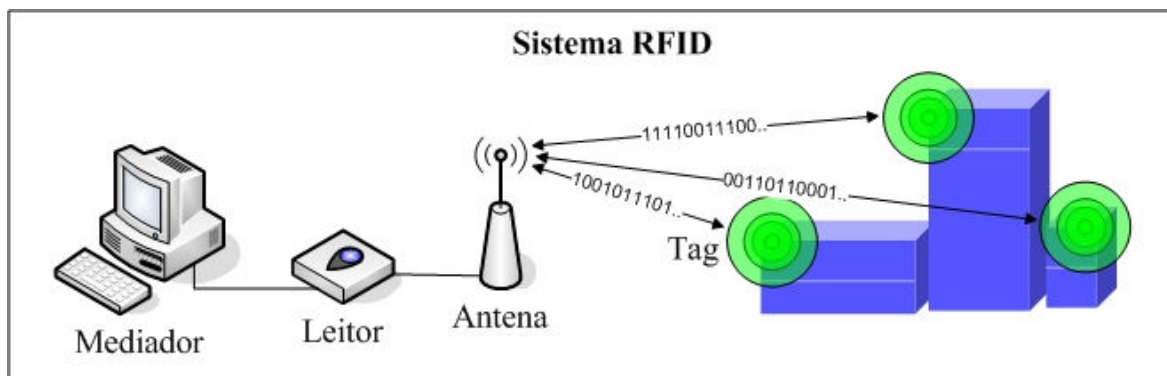 Sistema RFID
11110011100..
00110110001..
1001011101..
Tag
Antena
Leitor
Mediador